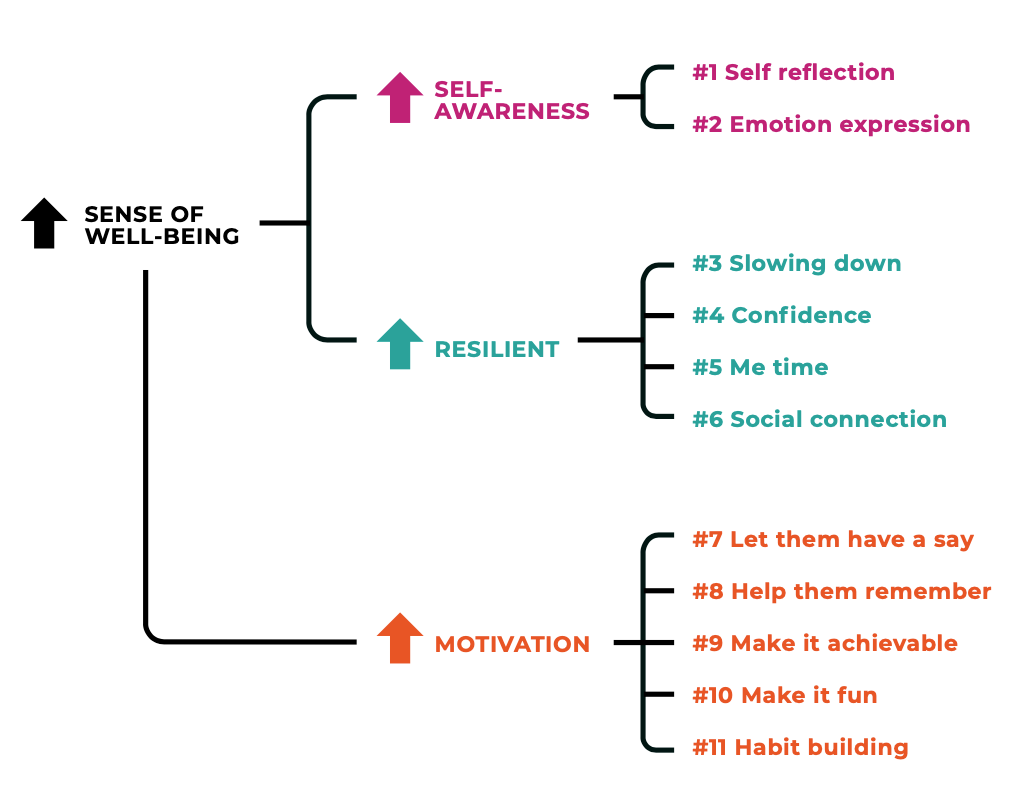 SENSE OF
WELL-BEING
SELF-
AWARENESS
#1 Self reflection
#2 Emotion expression
RESILIENT
#3 Slowing down
#4 Confidence
#5 Me time
#6 Social connection
MOTIVATION
#7 Let them have a say
#8 Help them remember
#9 Make it achievable
#10 Make it fun
#11 Habit building